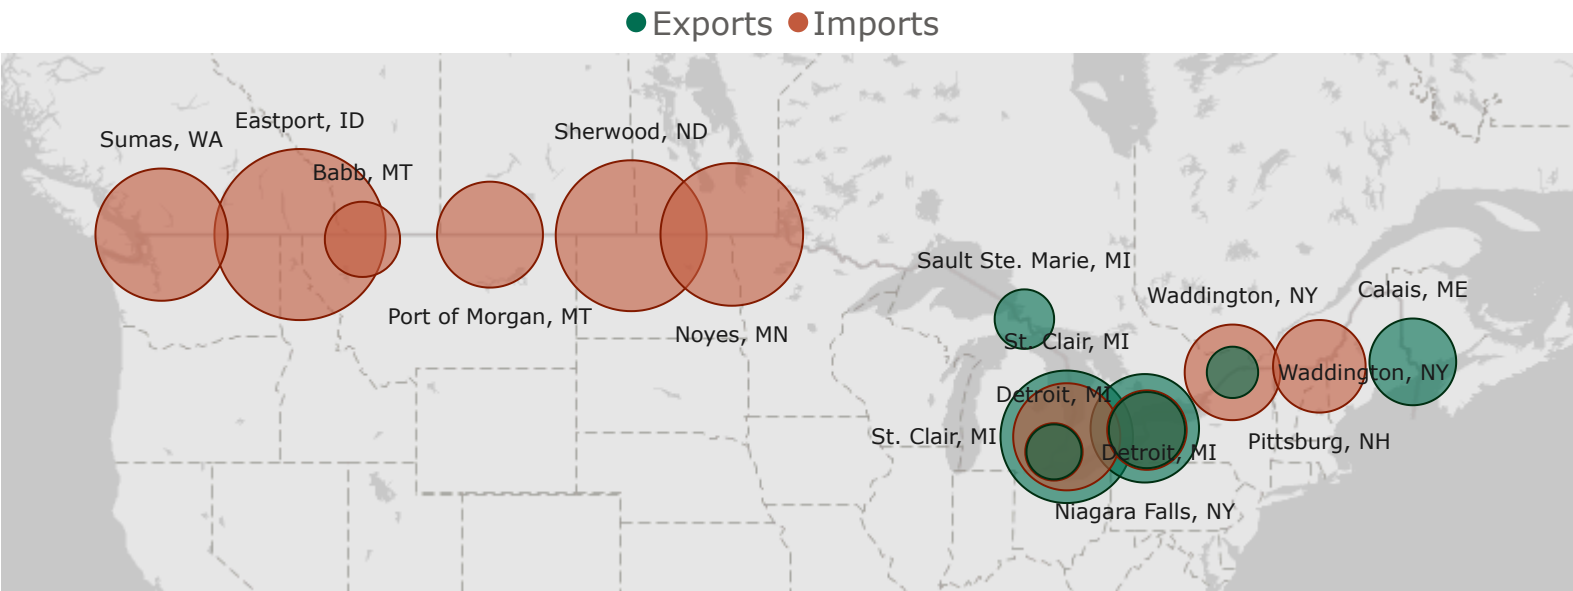 Exports Imports
Eastport, ID
Sherwood, ND
Sumas, WA
Babb, MT
Sault Ste. Marie, MI
Calais, ME
Waddington, NY
Port of Morgan, MT
Noyes, MN
St. Clair, MI
Waddington, NY
Detroit, MI
St. Clair, MI
Pittsburg, NH
Detroit, MI
Niagara Falls, NY